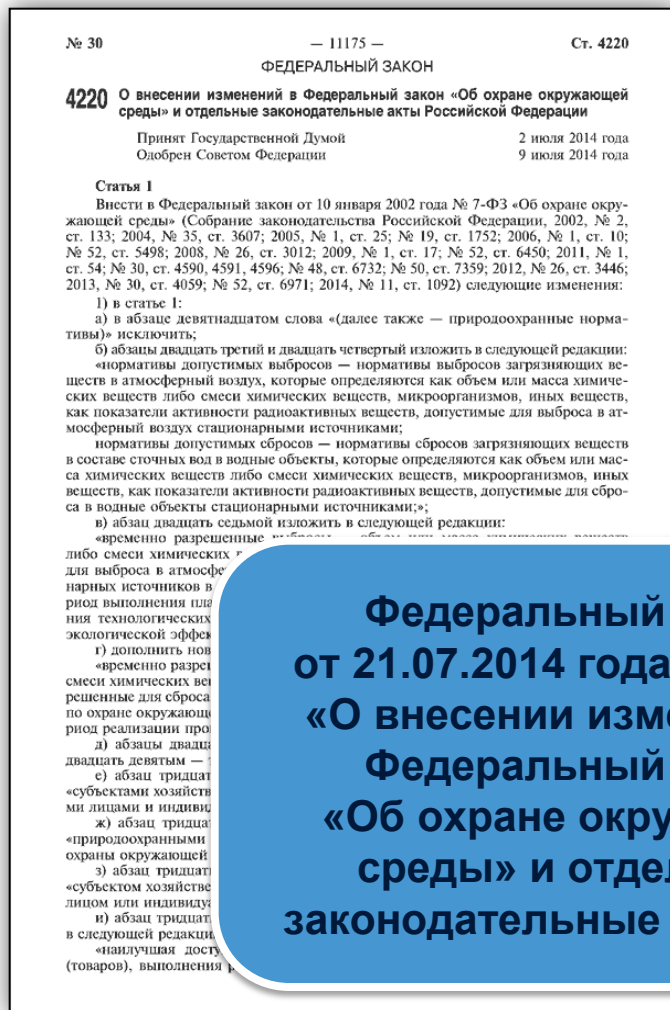 № 30 — 11175 — Ст. 4220
ФЕДЕРАЛЬНЫЙ ЗАКОН
4220 О внесении изменений в Федеральный закон «Об охране окружающей
среды» и отдельные законодательные акты Российской Федерации
Принят Государственной Думой 2 июля 2014 года
Одобрен Советом Федерации 9 июля 2014 года
Статья 1
Внести в Федеральный закон от 10 января 2002 года № 7-ФЗ «Об охране окру-
жающей среды» (Собрание законодательства Российской Федерации, 2002, № 2,
ст. 133; 2004, № 35, ст. 3607; 2005, № 1, ст. 25; № 19, ст. 1752; 2006, № 1, ст. 10;
№ 52, ст. 5498; 2008, № 26, ст. 3012; 2009, № 1, ст. 17; № 52, ст. 6450; 2011, № 1,
ст. 54; № 30, ст. 4590, 4591, 4596; № 48, ст. 6732; № 50, ст. 7359; 2012, № 26, ст. 3446;
2013, № 30, ст. 4059; № 52, ст. 6971; 2014, № 11, ст. 1092) следующие изменения:
1) в статье 1:
а) в абзаце девятнадцатом слова «(далее также — природоохранные норма-
тивы)» исключить;
б) абзацы двадцать третий и двадцать четвертый изложить в следующей редакции:
«нормативы допустимых выбросов — нормативы выбросов загрязняющих ве-
ществ в атмосферный воздух, которые определяются как объем или масса химиче-
ских веществ либо смеси химических веществ, микроорганизмов, иных веществ,
как показатели активности радиоактивных веществ, допустимые для выброса в ат-
мосферный воздух стационарными источниками;
нормативы допустимых сбросов — нормативы сбросов загрязняющих веществ
в составе сточных вод в водные объекты, которые определяются как объем или мас-
са химических веществ либо смеси химических веществ, микроорганизмов, иных
веществ, как показатели активности радиоактивных веществ, допустимые для сбро-
са в водные объекты стационарными источниками;»;
в) абзац двадцать седьмой изложить в следующей редакции:
«временно разрешенные выбросы — объем или масса химических веществ
либо смеси химических
для выброса в атмосфе
нарных источников в
риод выполнения пла
ния технологических
экологической эффек
г) дополнить нов
«временно разре
смеси химических ве
решенные для сброса
по охране окружающе
риод реализации про
д) абзацы двадца
двадцать девятым —
е) абзац тридцат
«субъектами хозяйств
ми лицами и индивид
ж) абзац тридцат
«природоохранными
охраны окружающей
з) абзац тридцат
«субъектом хозяйстве
лицом или индивидуа
и) абзац тридцат
в следующей редакци
«наилучшая досту
(товаров), выполнения
Федеральный
от 21.07.2014 года
«О внесении изме
Федеральный
«Об охране окру
среды» и отдел
законодательные